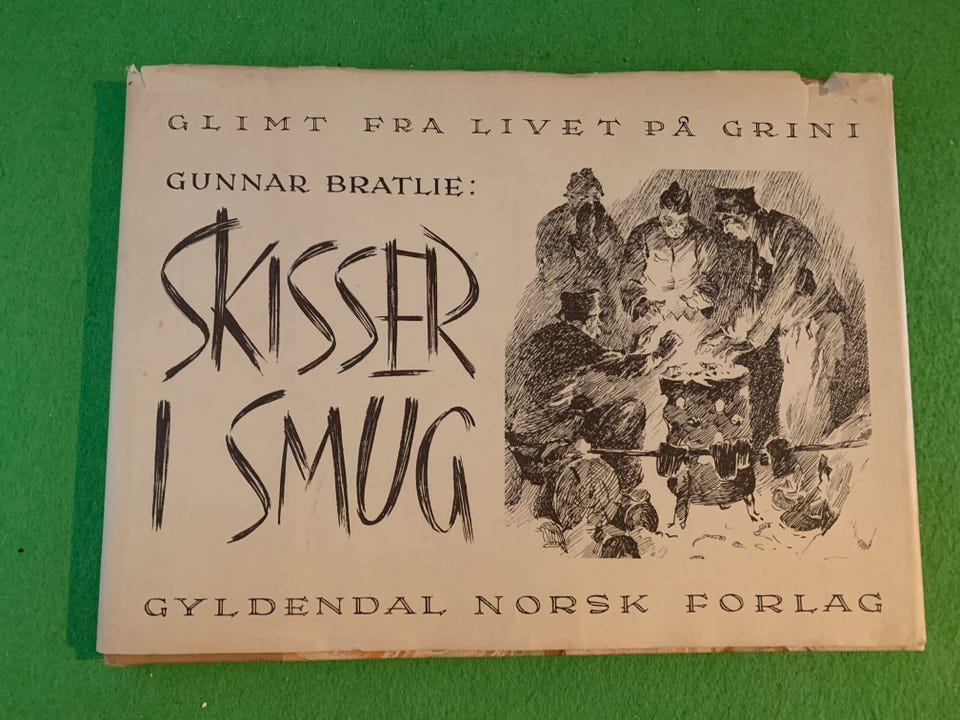 GLIMT FRA LIVET PÅ GRINI
GUNNAR BRATLIE:
SKISSER
I SMUG
GYLDENDAL NORSK FORLAG